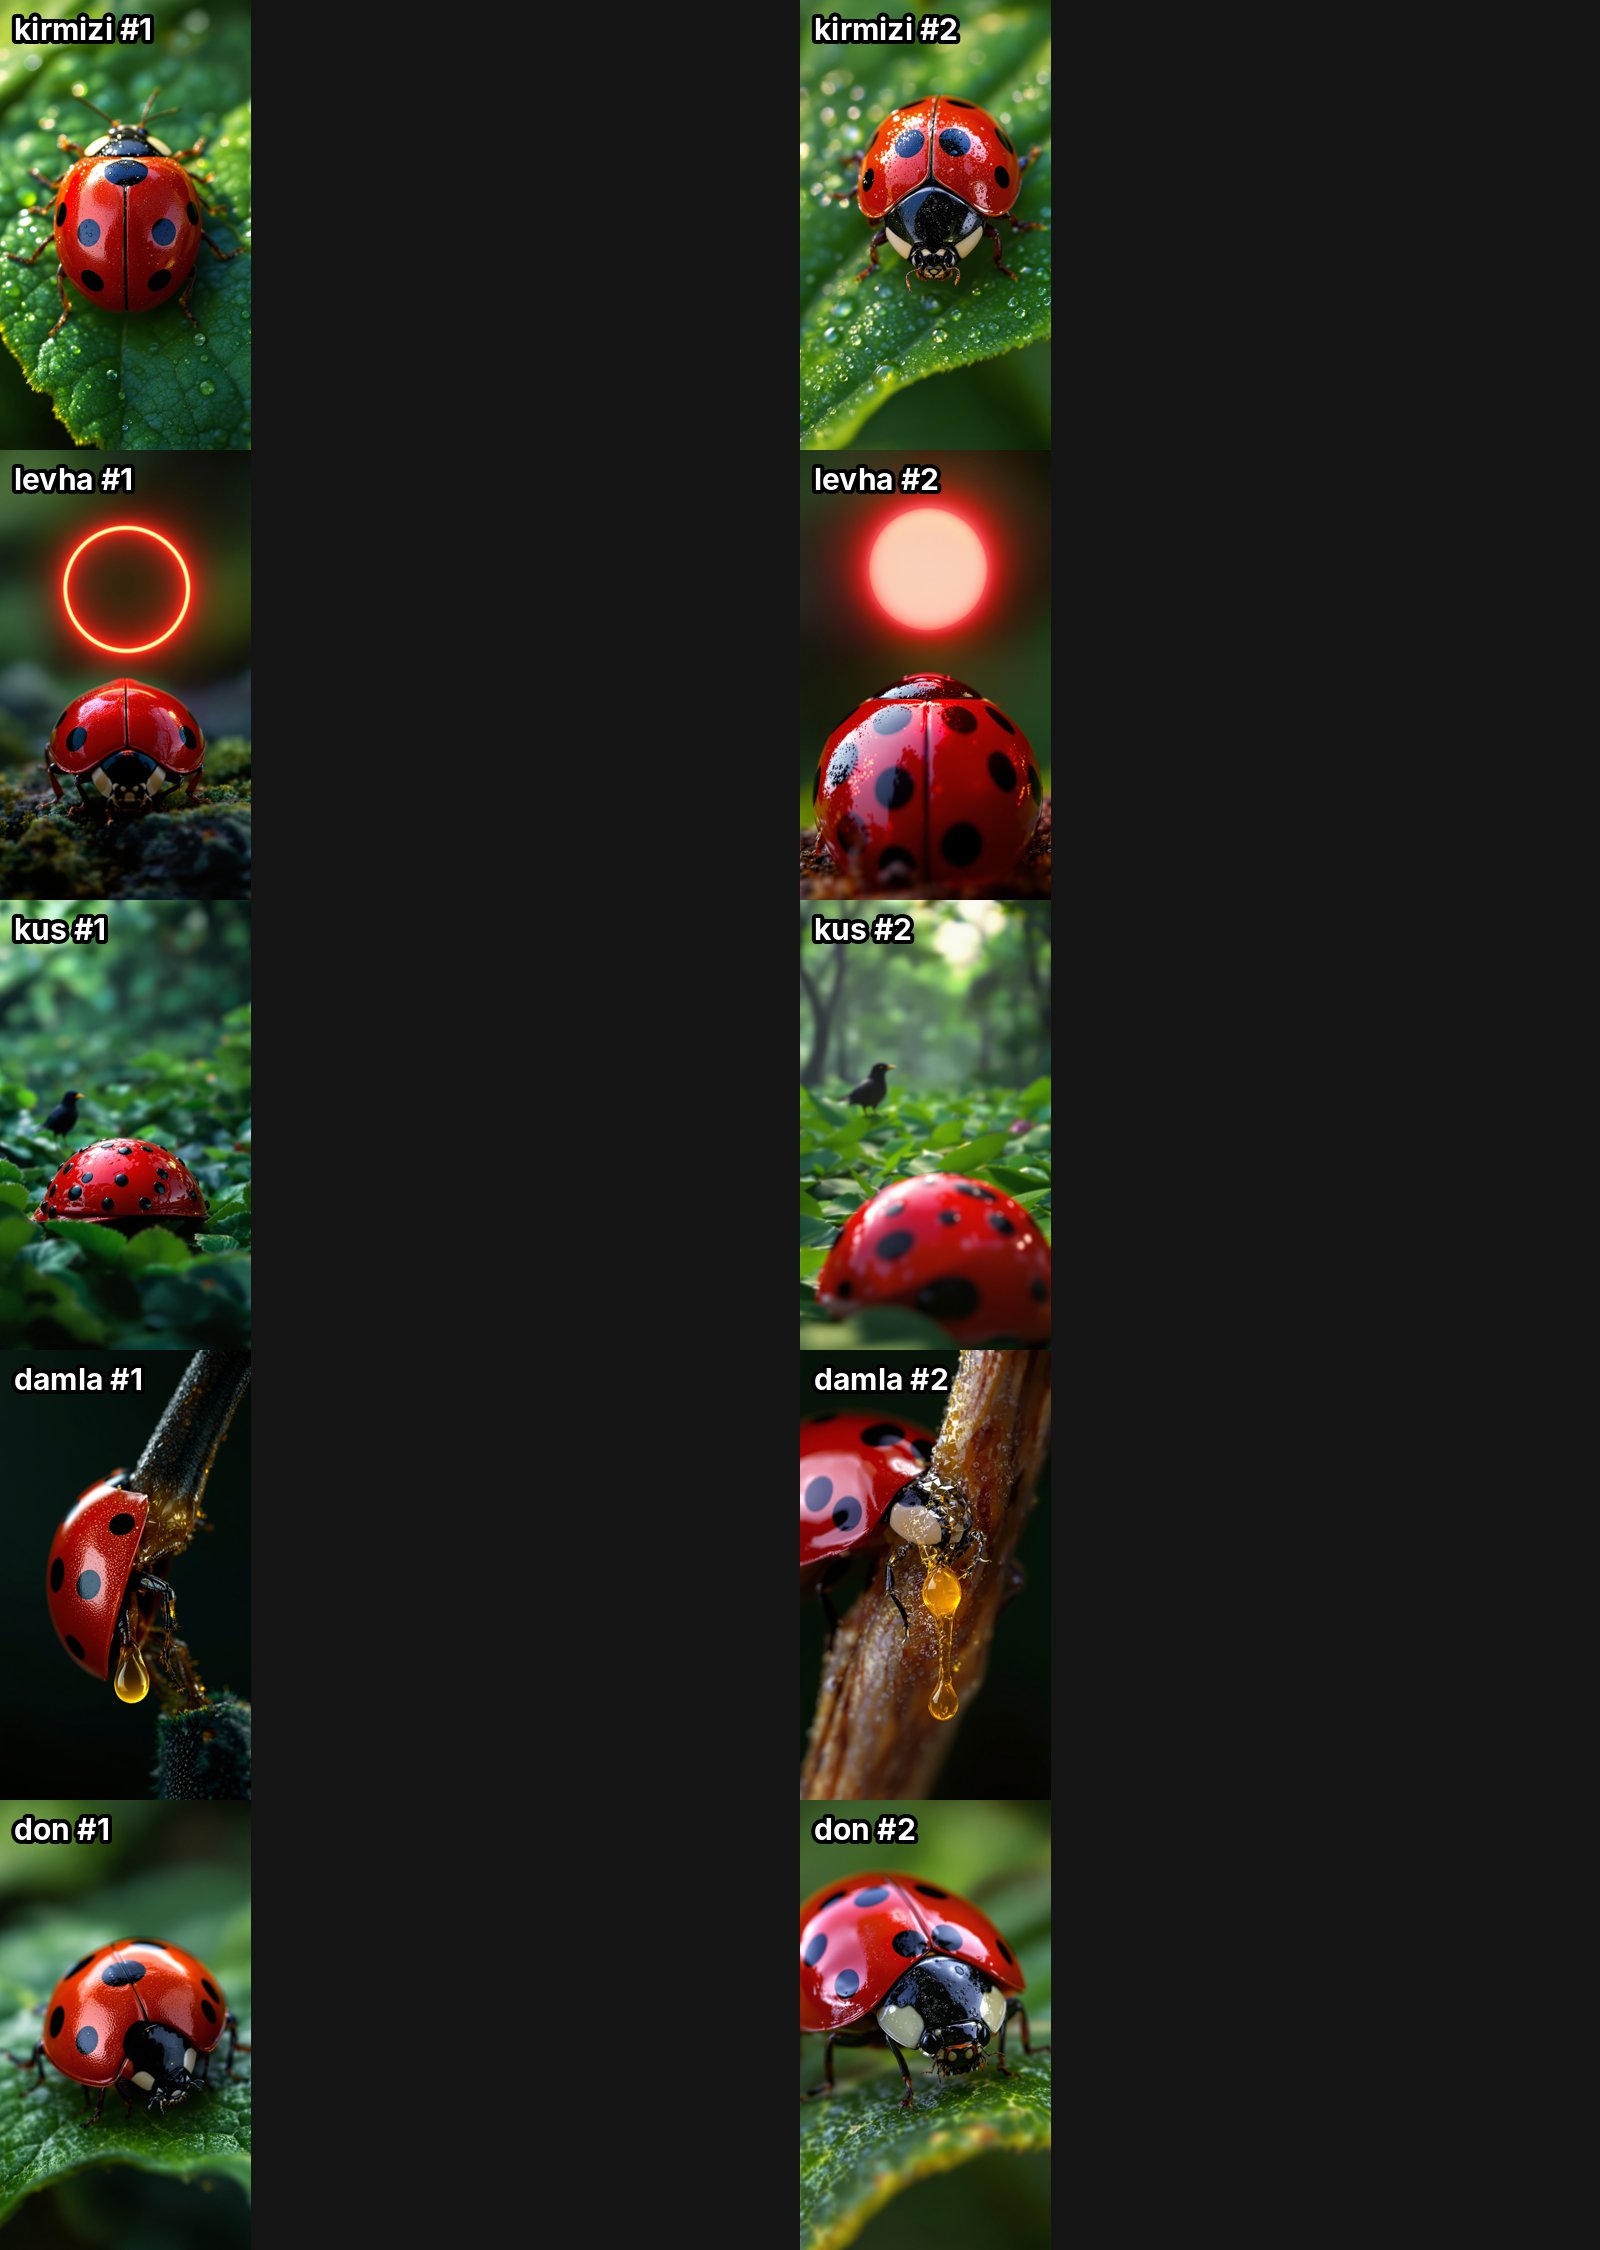 kirmizi #1
kirmizi #2
levha #1
levha #2
kus #1
kus #2
damla #1
damla #2
don #1
don #2